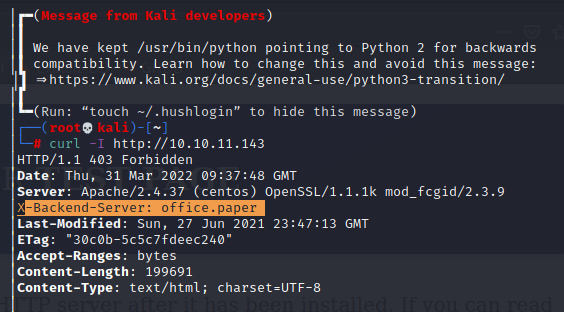 (Message from Kali developers)
We have kept /usr/bin/python pointing to Python 2 for backwards
compatibility. Learn how to change this and avoid this message:
⇒https://www.kali.org/docs/general-use/python3-transition/
(Run: “touch ~/.hushlogin” to hide this message)
(root💀kali)-[~]
# curl -I http://10.10.11.143
HTTP/1.1 403 Forbidden
Date: Thu, 31 Mar 2022 09:37:48 GMT
Server: Apache/2.4.37 (centos) OpenSSL/1.1.1k mod_fcgid/2.3.9
X-Backend-Server: office.paper
Last-Modified: Sun, 27 Jun 2021 23:47:13 GMT
ETag: "30c0b-5c5c7fdeec240"
Accept-Ranges: bytes
Content-Length: 199691
Content-Type: text/html; charset=UTF-8
HTTP server after it has been installed. If you can read